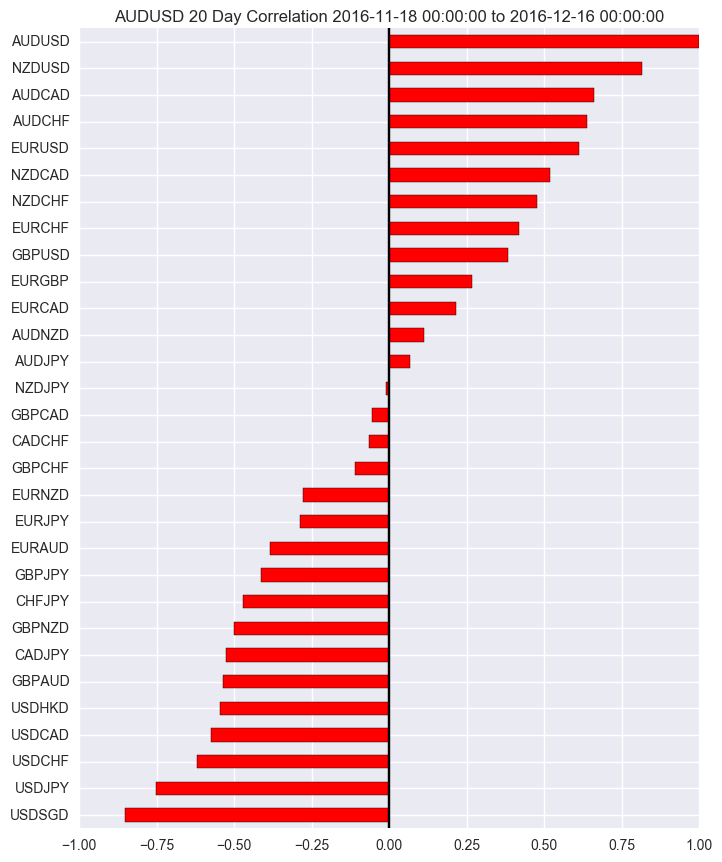 AUDUSD 20 Day Correlation 2016-11-18 00:00:00 to 2016-12-16 00:00:00
AUDUSD
NZDUSD
AUDCAD
AUDCHF
EURUSD
NZDCAD
NZDCHF
EURCHF
GBPUSD
EURGBP
EURCAD
AUDNZD
AUDJPY
NZDJPY
GBPCAD
CADCHF
GBPCHF
EURNZD
EURJPY
EURAUD
GBPJPY
CHFJPY
GBPNZD
CADJPY
GBPAUD
USDHKD
USDCAD
USDCHF
USDJPY
USDSGD
−1.00 −0.75 −0.50 −0.25 0.00 0.25 0.50 0.75 1.00